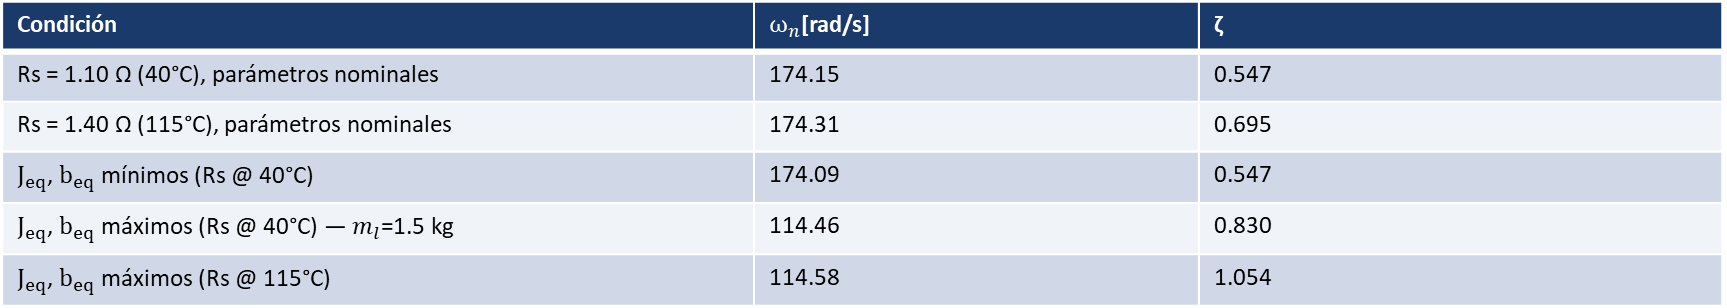 Condición ω𝑛[rad/s] ζ
Rs = 1.10 Ω (40°C), parámetros nominales 174.15 0.547
Rs = 1.40 Ω (115°C), parámetros nominales 174.31 0.695
Jeq, beq mínimos (Rs @ 40°C) 174.09 0.547
Jeq, beq máximos (Rs @ 40°C) — 𝑚𝑙=1.5 kg 114.46 0.830
Jeq, beq máximos (Rs @ 115°C) 114.58 1.054